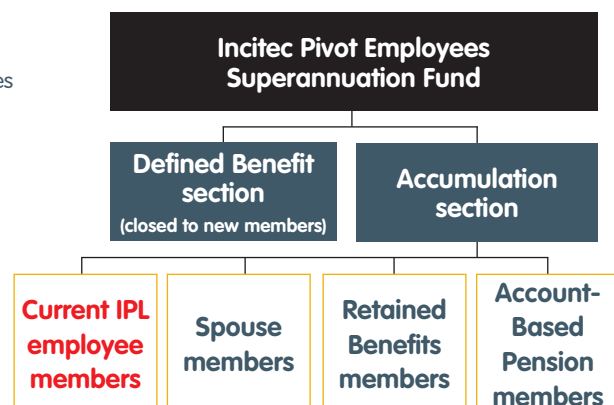 Incitec Pivot Employees
Superannuation Fund
es
Defined Benefit
section
(closed to new members)
Accumulation
section
Current IPL
employee
members
Spouse
members
Retained
Benefits
members
Account-
Based
Pension
members